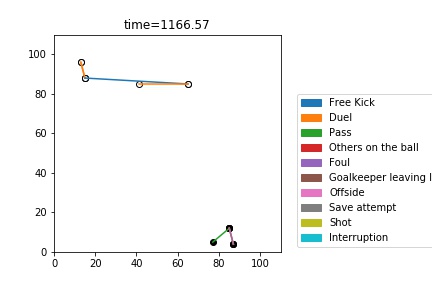 time=1166.57
100
80
60
40
20
0
0 20 40 60 80 100
Free Kick
Duel
Pass
Others on the ball
Foul
Goalkeeper leaving l
Offside
Save attempt
Shot
Interruption